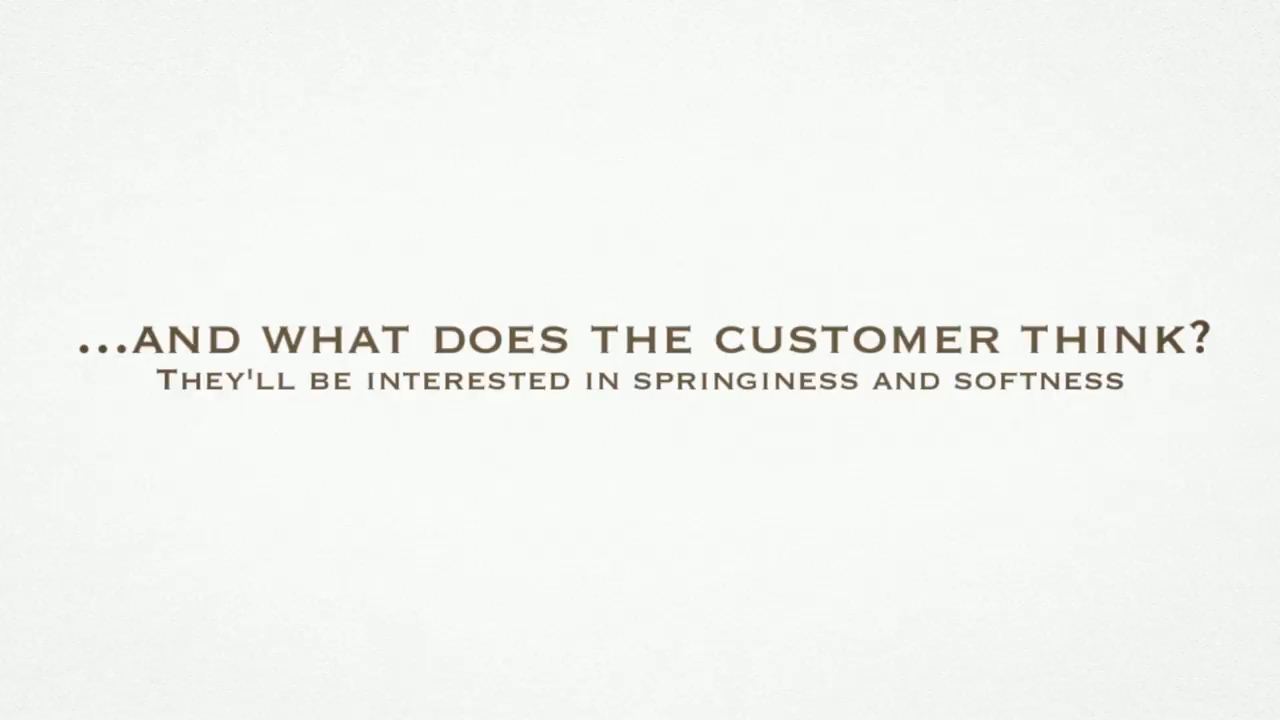 ...AND WHAT DOES THE CUSTOMER THINK?
THEY'LL BE INTERESTED IN SPRINGINESS AND SOFTNESS